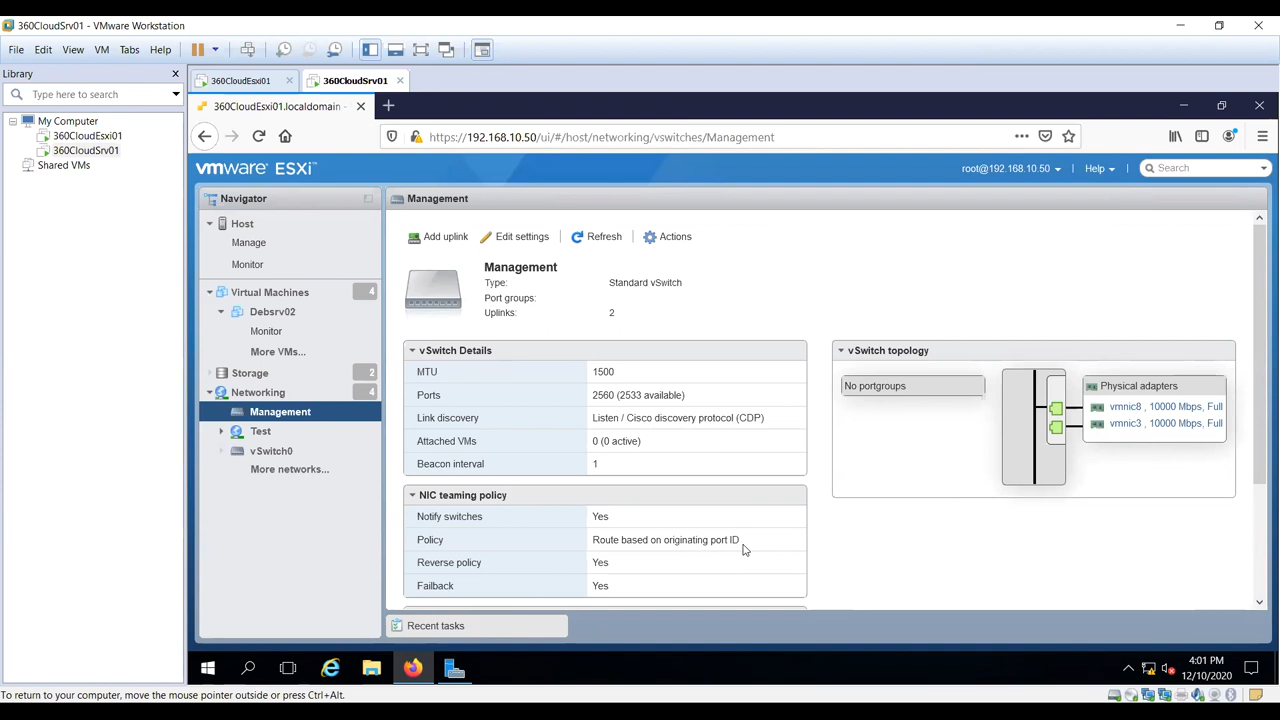 360CloudSrv01 - VMware Workstation
File Edit View VM Tabs Help
Library
Type here to search
My Computer
360CloudEsxi01
360CloudSrv01
Shared VMs
360CloudEsxi01
360CloudSrv01
360CloudEsxi01.localdomain -
https://192.168.10.50/ui/#/host/networking/vswitches/Management
vmware ESXi™
root@192.168.10.50
Help
Search
Navigator
Host
Manage
Monitor
Virtual Machines 4
Debsrv02
Monitor
More VMs...
Storage 2
Networking 4
Management
Test
vSwitch0
More networks...
Management
Add uplink
Edit settings
Refresh
Actions
Management
Type: Standard vSwitch
Port groups:
Uplinks: 2
vSwitch Details
MTU 1500
Ports 2560 (2533 available)
Link discovery Listen / Cisco discovery protocol (CDP)
Attached VMs 0 (0 active)
Beacon interval 1
NIC teaming policy
Notify switches Yes
Policy Route based on originating port ID
Reverse policy Yes
Failback Yes
vSwitch topology
No portgroups
Physical adapters
vmnic8 , 10000 Mbps, Full
vmnic3 , 10000 Mbps, Full
Recent tasks
4:01 PM
12/10/2020
To return to your computer, move the mouse pointer outside or press Ctrl+Alt.